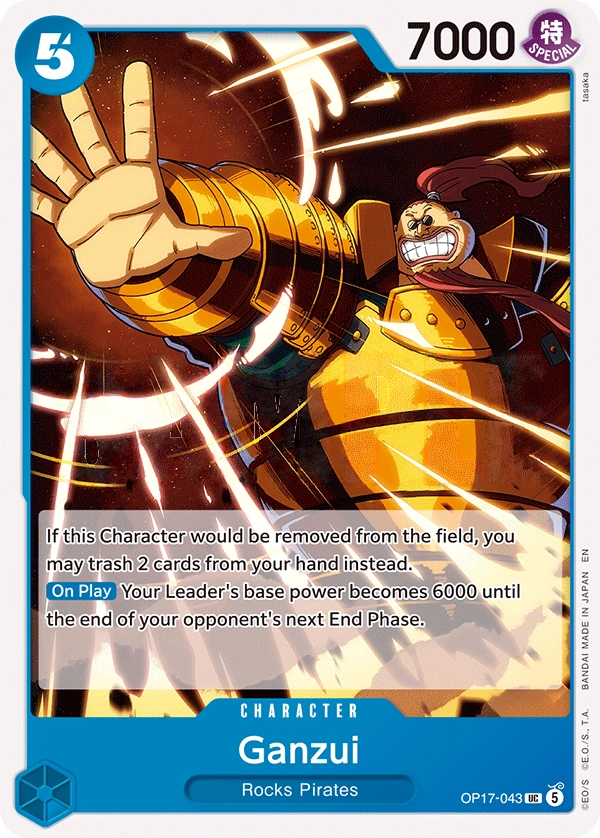 5
7000
特
SPECIAL
tasaka
If this Character would be removed from the field, you
may trash 2 cards from your hand instead.
On Play Your Leader's base power becomes 6000 until
the end of your opponent's next End Phase.
CHARACTER
Ganzui
Rocks Pirates
OP17-043 UC 5
©EO/S ©E.O./S., T.A. BANDAI MADE IN JAPAN EN